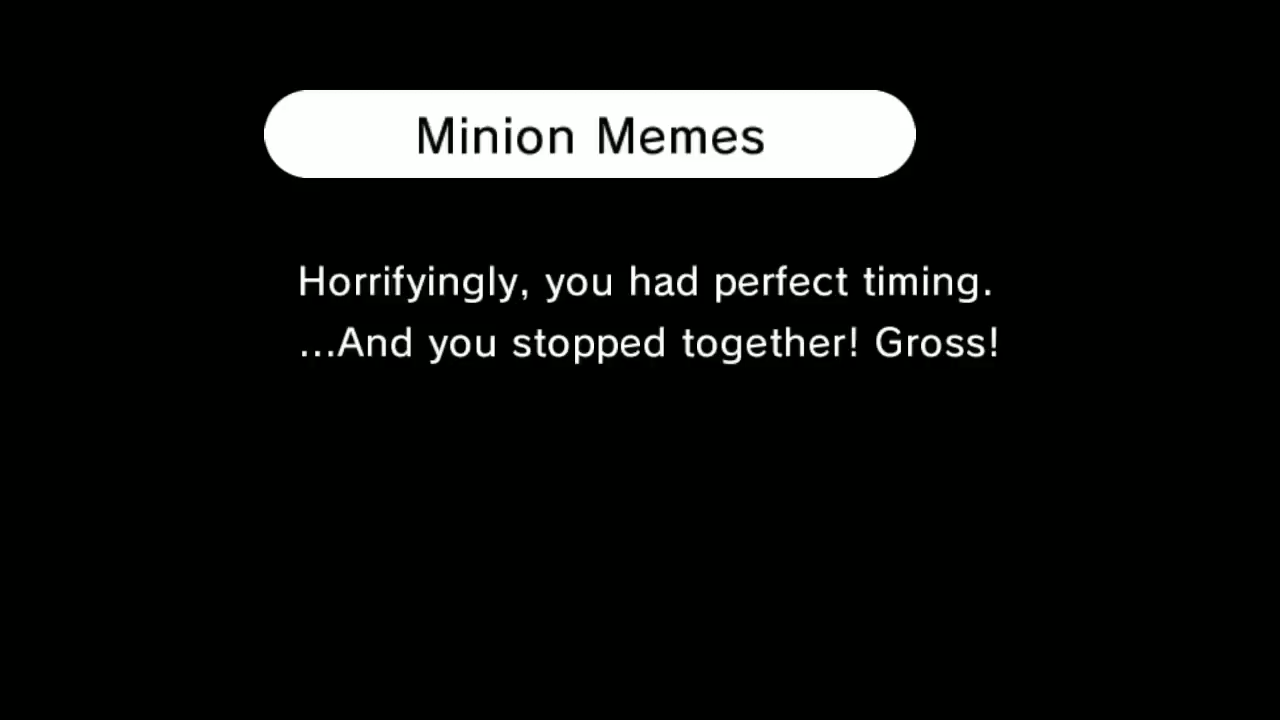 Minion Memes
Horrifyingly, you had perfect timing.
...And you stopped together! Gross!